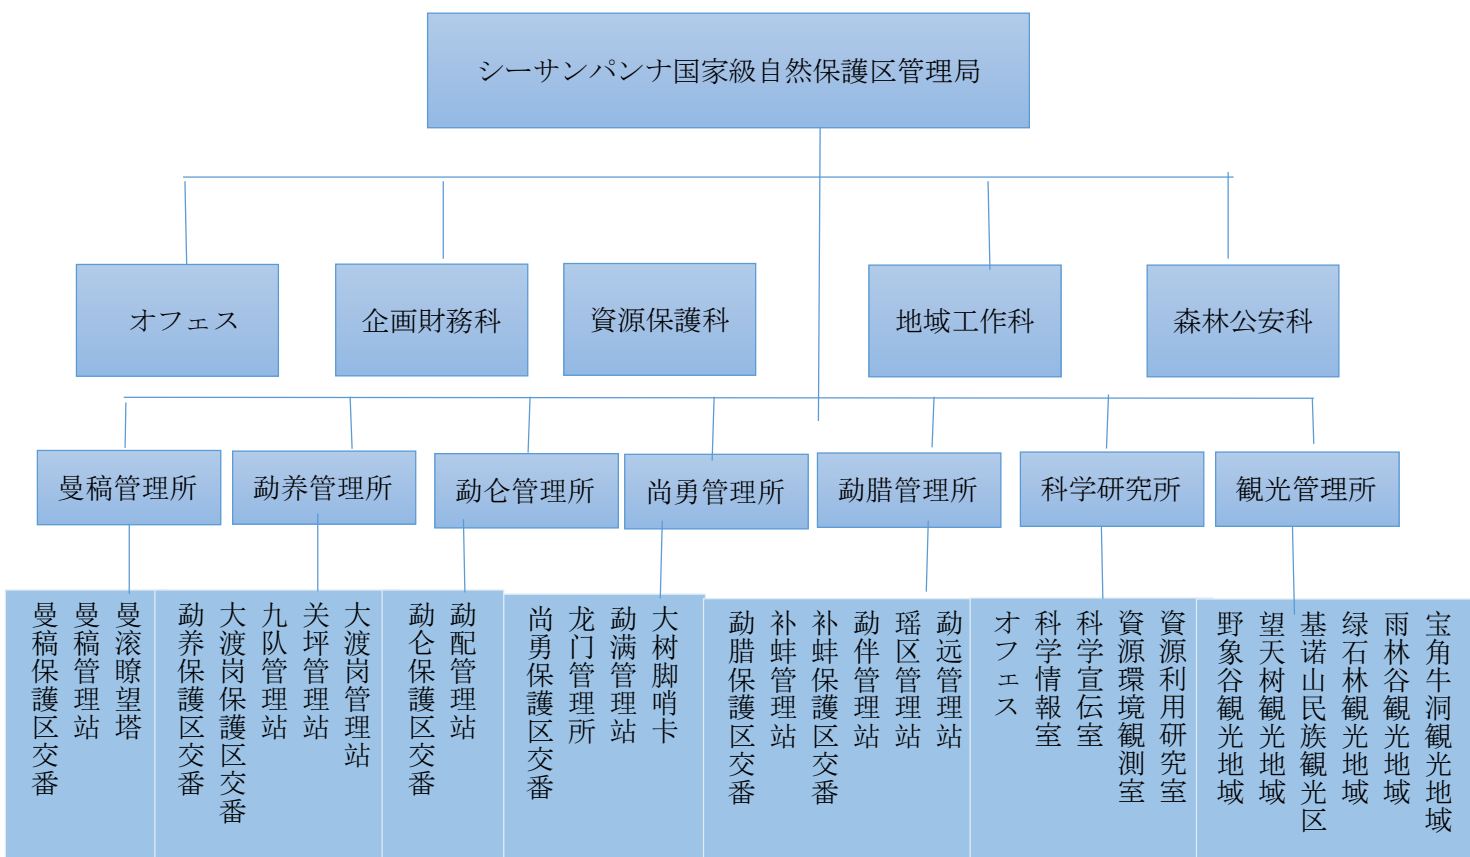 シーサンパンナ国家級自然保護区管理局
オフェス
企画財務科
資源保護科
地域工作科
森林公安科
曼稿管理所
勐养管理所
勐仑管理所
尚勇管理所
勐腊管理所
科学研究所
観光管理所
曼滚瞭望塔
曼稿管理站
曼稿保護区交番
大渡岗管理站
关坪管理站
九队管理站
大渡岗保護区交番
勐养保護区交番
勐配管理站
勐仑保護区交番
大树脚哨卡
勐满管理站
龙门管理所
尚勇保護区交番
勐远管理站
瑶区管理站
勐伴管理站
补蚌保護区交番
补蚌管理站
勐腊保護区交番
資源利用研究室
資源環境観測室
科学宣伝室
科学情報室
オフェス
宝角牛洞観光地域
雨林谷観光地域
绿石林観光地域
基诺山民族観光区
望天树観光地域
野象谷観光地域